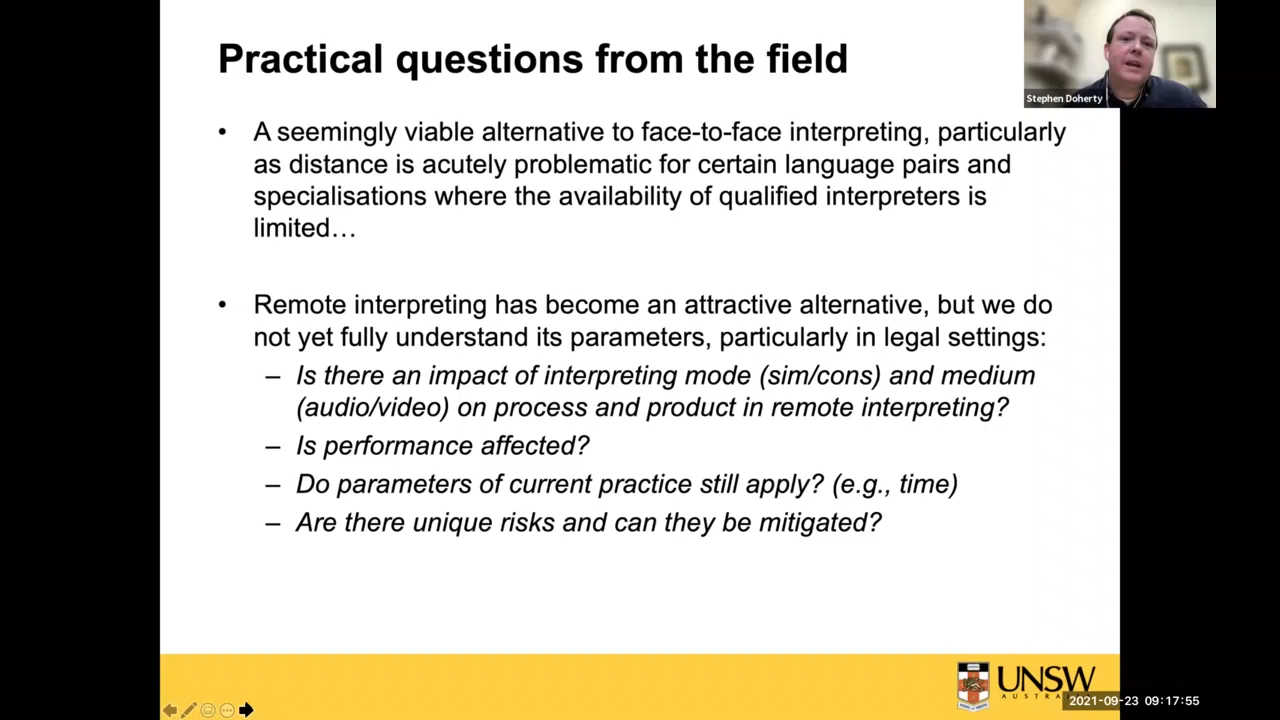 Practical questions from the field
Stephen Doherty
• A seemingly viable alternative to face-to-face interpreting, particularly
as distance is acutely problematic for certain language pairs and
specialisations where the availability of qualified interpreters is
limited…
• Remote interpreting has become an attractive alternative, but we do
not yet fully understand its parameters, particularly in legal settings:
– Is there an impact of interpreting mode (sim/cons) and medium
(audio/video) on process and product in remote interpreting?
– Is performance affected?
– Do parameters of current practice still apply? (e.g., time)
– Are there unique risks and can they be mitigated?
UNSW
2021-09-23 09:17:55